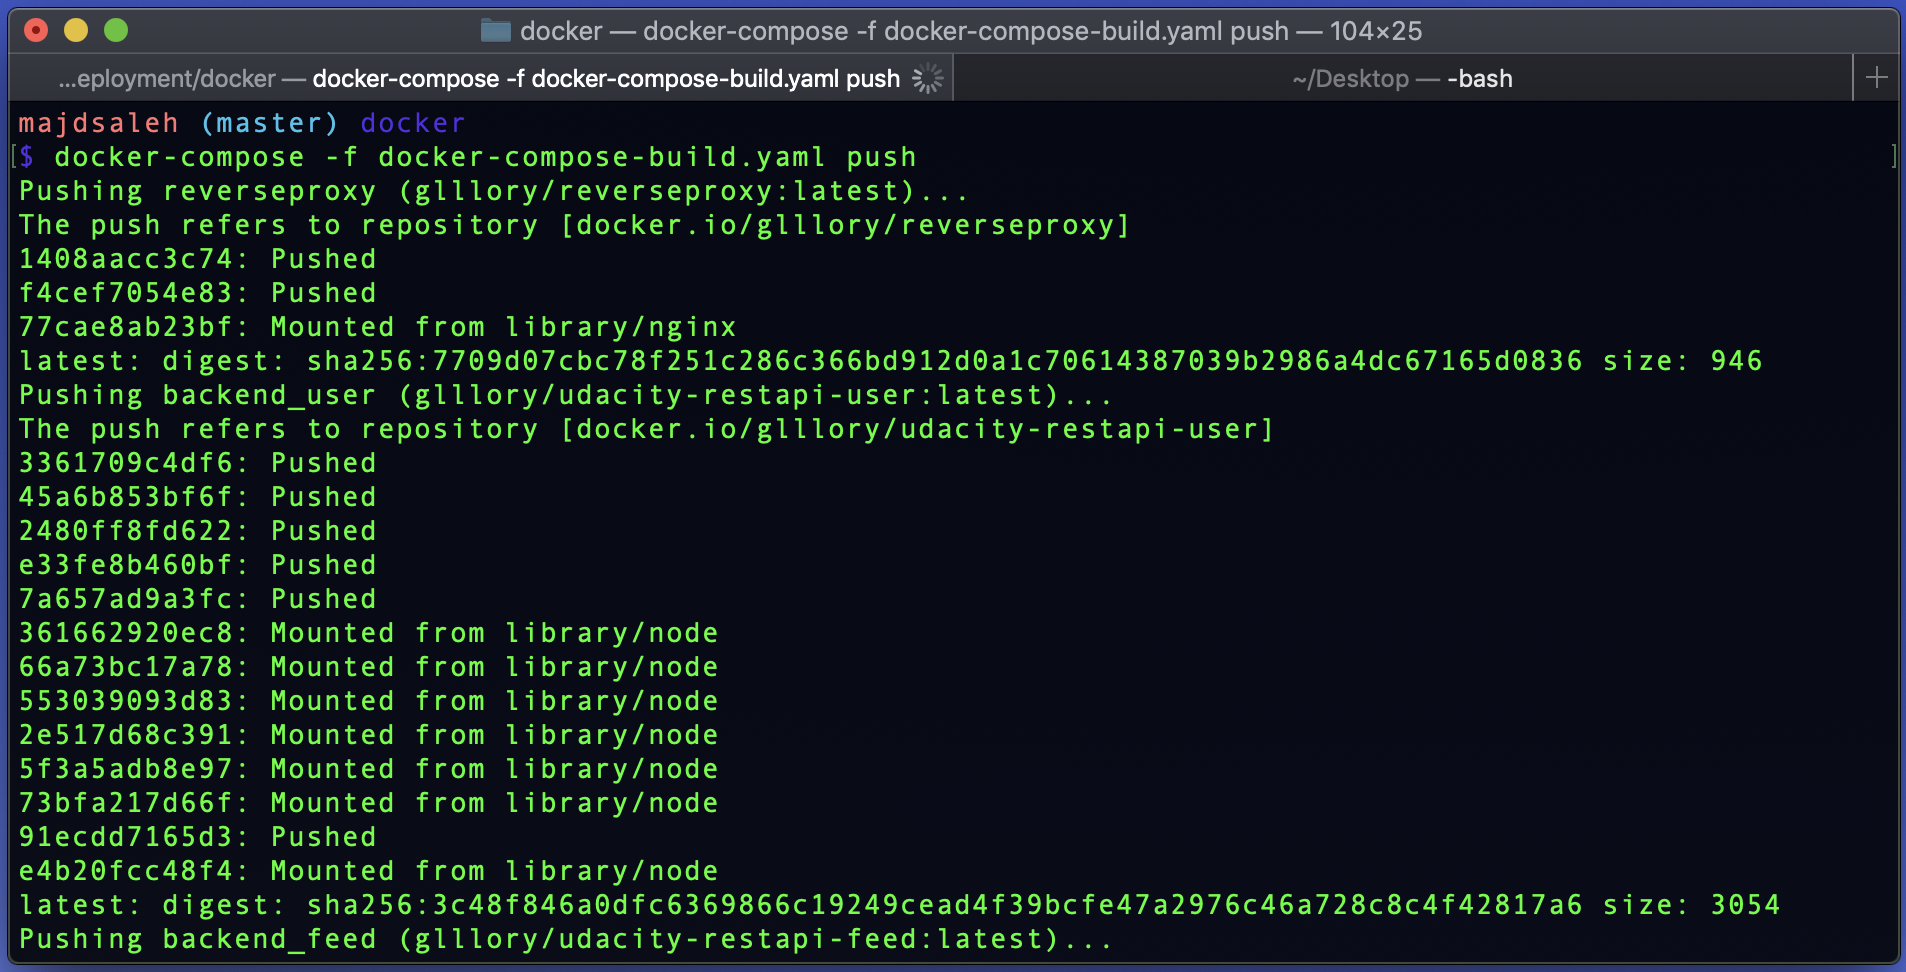 docker — docker-compose -f docker-compose-build.yaml push — 104×25
...eployment/docker — docker-compose -f docker-compose-build.yaml push
~/Desktop — -bash
majdsaleh (master) docker
[$ docker-compose -f docker-compose-build.yaml push ]
Pushing reverseproxy (glllory/reverseproxy:latest)...
The push refers to repository [docker.io/glllory/reverseproxy]
1408aacc3c74: Pushed
f4cef7054e83: Pushed
77cae8ab23bf: Mounted from library/nginx
latest: digest: sha256:7709d07cbc78f251c286c366bd912d0a1c70614387039b2986a4dc67165d0836 size: 946
Pushing backend_user (glllory/udacity-restapi-user:latest)...
The push refers to repository [docker.io/glllory/udacity-restapi-user]
3361709c4df6: Pushed
45a6b853bf6f: Pushed
2480ff8fd622: Pushed
e33fe8b460bf: Pushed
7a657ad9a3fc: Pushed
361662920ec8: Mounted from library/node
66a73bc17a78: Mounted from library/node
553039093d83: Mounted from library/node
2e517d68c391: Mounted from library/node
5f3a5adb8e97: Mounted from library/node
73bfa217d66f: Mounted from library/node
91ecdd7165d3: Pushed
e4b20fcc48f4: Mounted from library/node
latest: digest: sha256:3c48f846a0dfc6369866c19249cead4f39bcfe47a2976c46a728c8c4f42817a6 size: 3054
Pushing backend_feed (glllory/udacity-restapi-feed:latest)...